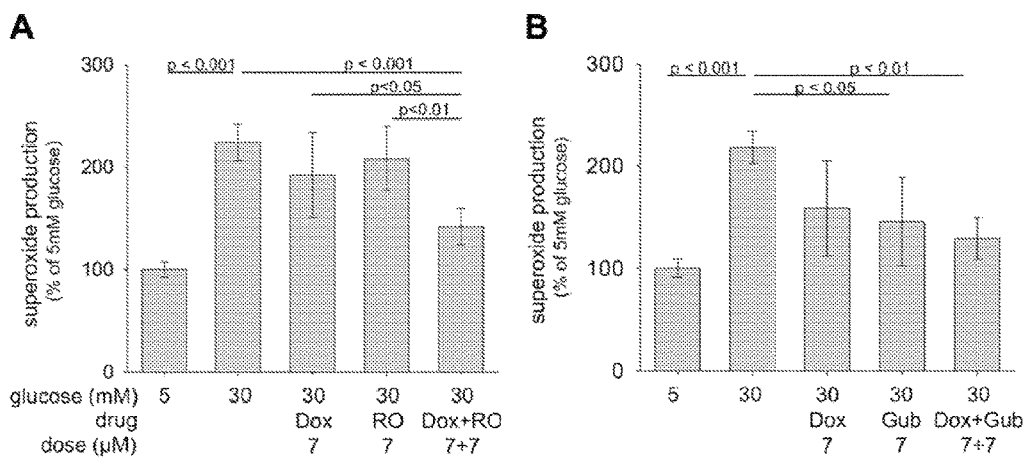 A
300
200
100
0
superoxide production
(% of 5mM glucose)
p < 0.001
p < 0.001
p<0.05
p<0.01
glucose (mM) 5 30 30 30 30
drug Dox RO Dox+RO
dose (µM) 7 7 7+7
B
300
200
100
0
superoxide production
(% of 5mM glucose)
p < 0.001
p < 0.01
p < 0.05
5 30 30 30 30
Dox Gub Dox+Gub
7 7 7+7